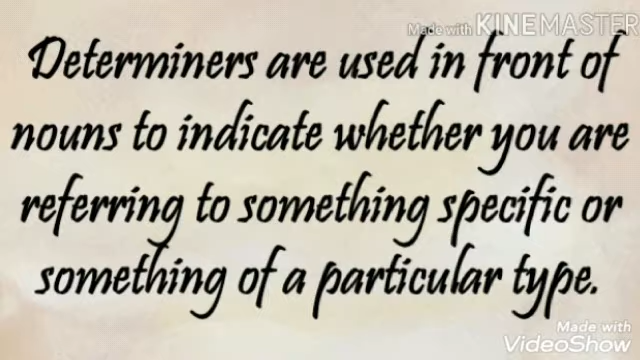 Made with KINEMASTER
Determiners are used in front of
nouns to indicate whether you are
referring to something specific or
something of a particular type.
Made with
VideoShow